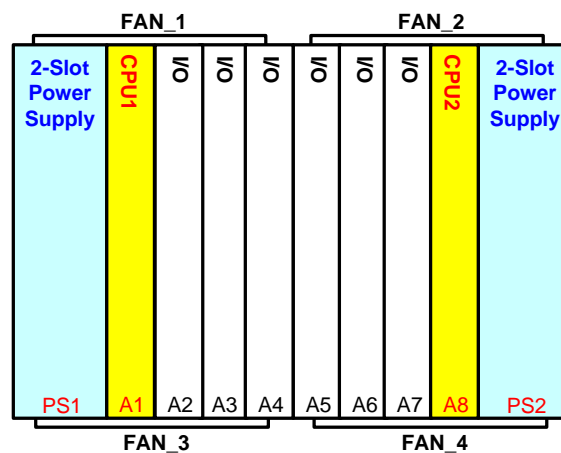 FAN_1 FAN_2
2-Slot
Power
Supply
CPU1
I/O
I/O
I/O
I/O
I/O
I/O
CPU2
2-Slot
Power
Supply
PS1 A1 A2 A3 A4 A5 A6 A7 A8 PS2
FAN_3 FAN_4